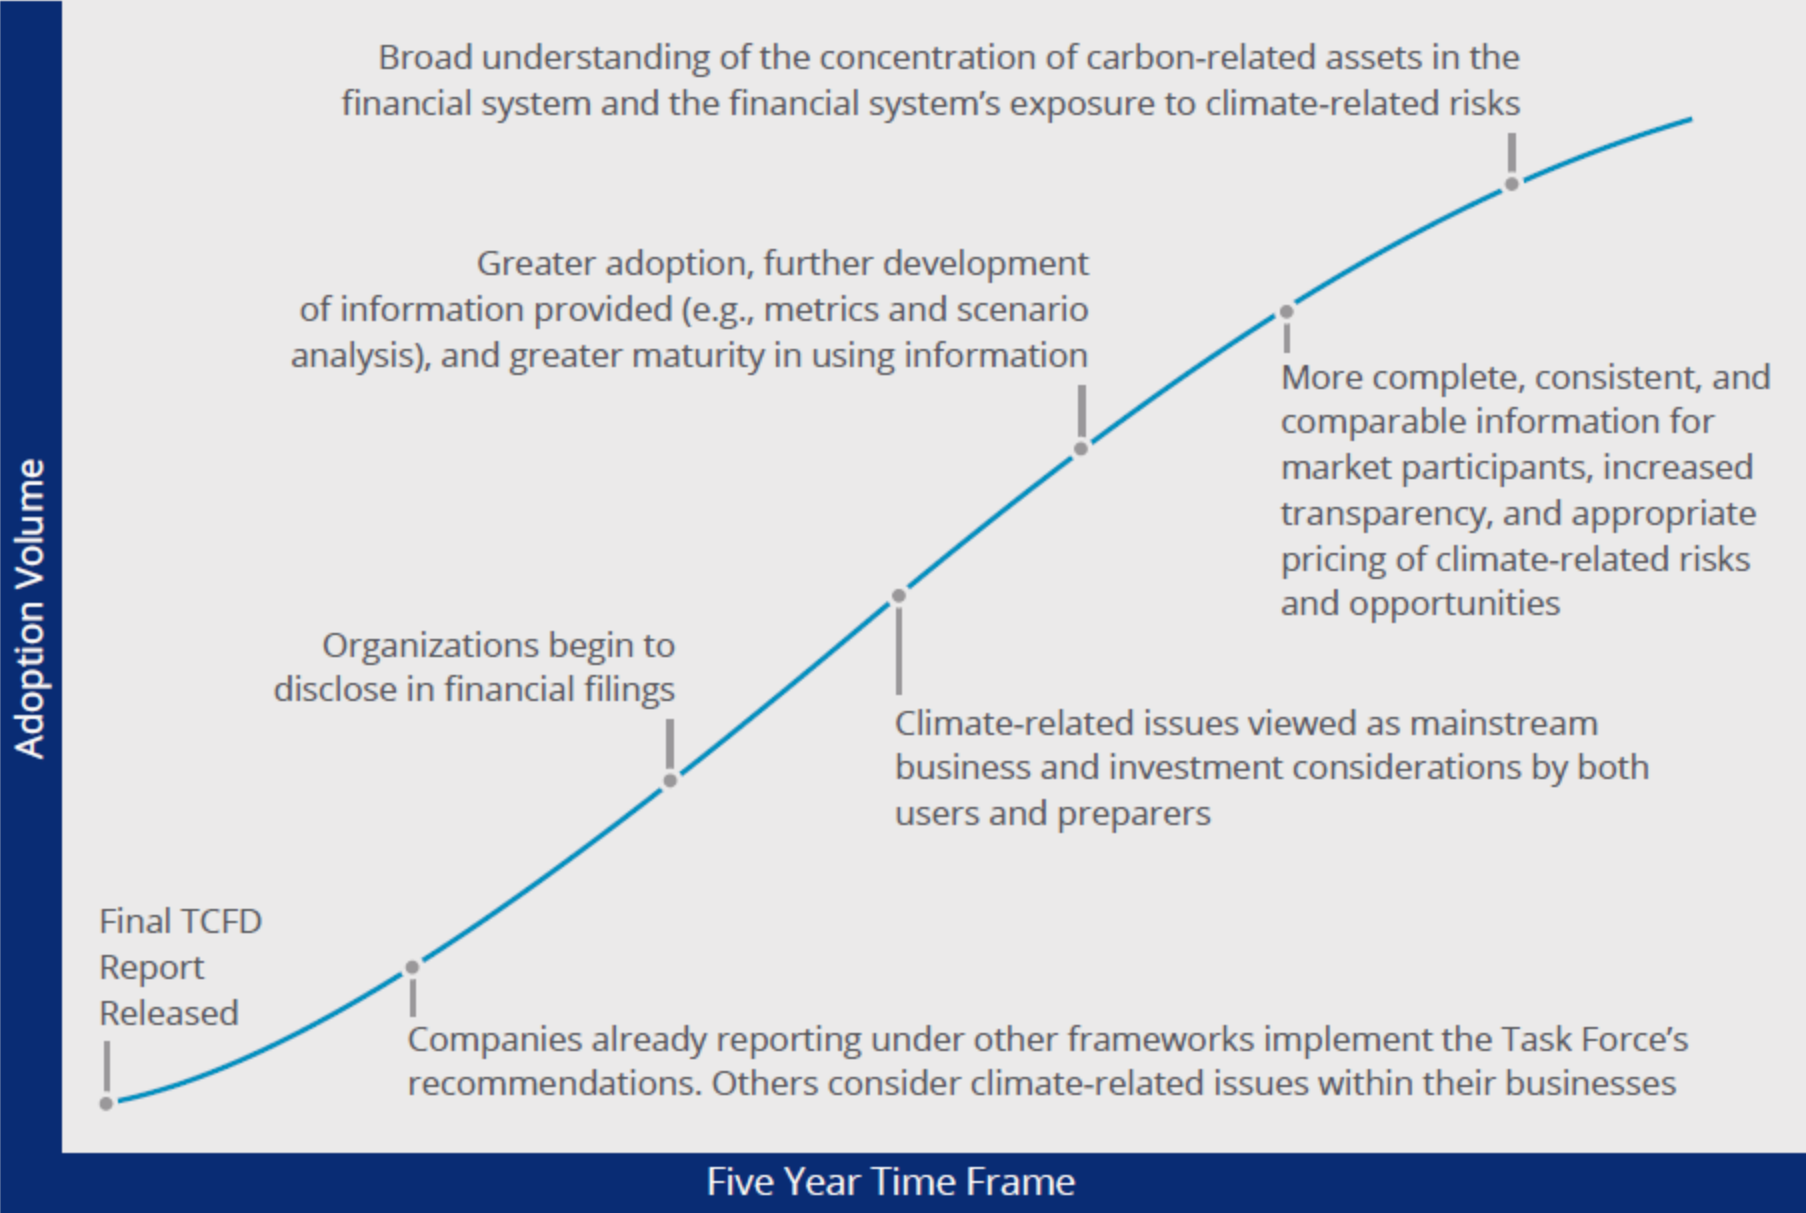 Broad understanding of the concentration of carbon-related assets in the
financial system and the financial system’s exposure to climate-related risks
Greater adoption, further development
of information provided (e.g., metrics and scenario
analysis), and greater maturity in using information
More complete, consistent, and
comparable information for
market participants, increased
transparency, and appropriate
pricing of climate-related risks
and opportunities
Organizations begin to
disclose in financial filings
Climate-related issues viewed as mainstream
business and investment considerations by both
users and preparers
Final TCFD
Report
Released
Companies already reporting under other frameworks implement the Task Force’s
recommendations. Others consider climate-related issues within their businesses
Adoption Volume
Five Year Time Frame